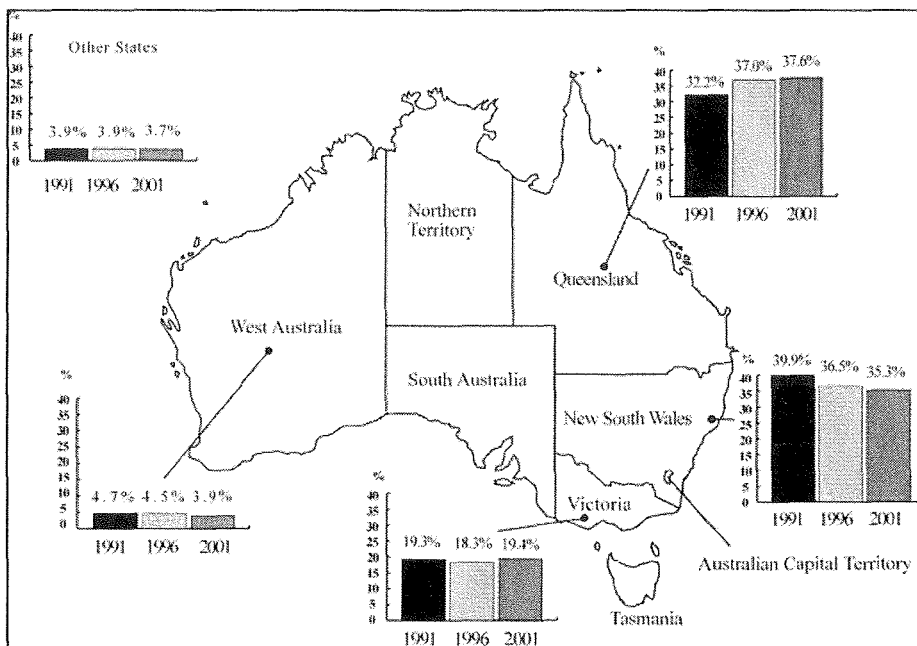 %
40
35
30
25
20
15
10
5
0
Other States
3.9% 3.9% 3.7%
1991 1996 2001
%
40
35
30
25
20
15
10
5
0
32.2% 37.0% 37.6%
1991 1996 2001
Northern
Territory
Queensland
West Australia
South Australia
New South Wales
%
40
35
30
25
20
15
10
5
0
39.9% 36.5% 35.3%
1991 1996 2001
%
40
35
30
25
20
15
10
5
0
4.7% 4.5% 3.9%
1991 1996 2001
Victoria
%
40
35
30
25
20
15
10
5
0
19.3% 18.3% 19.4%
1991 1996 2001
Australian Capital Territory
Tasmania